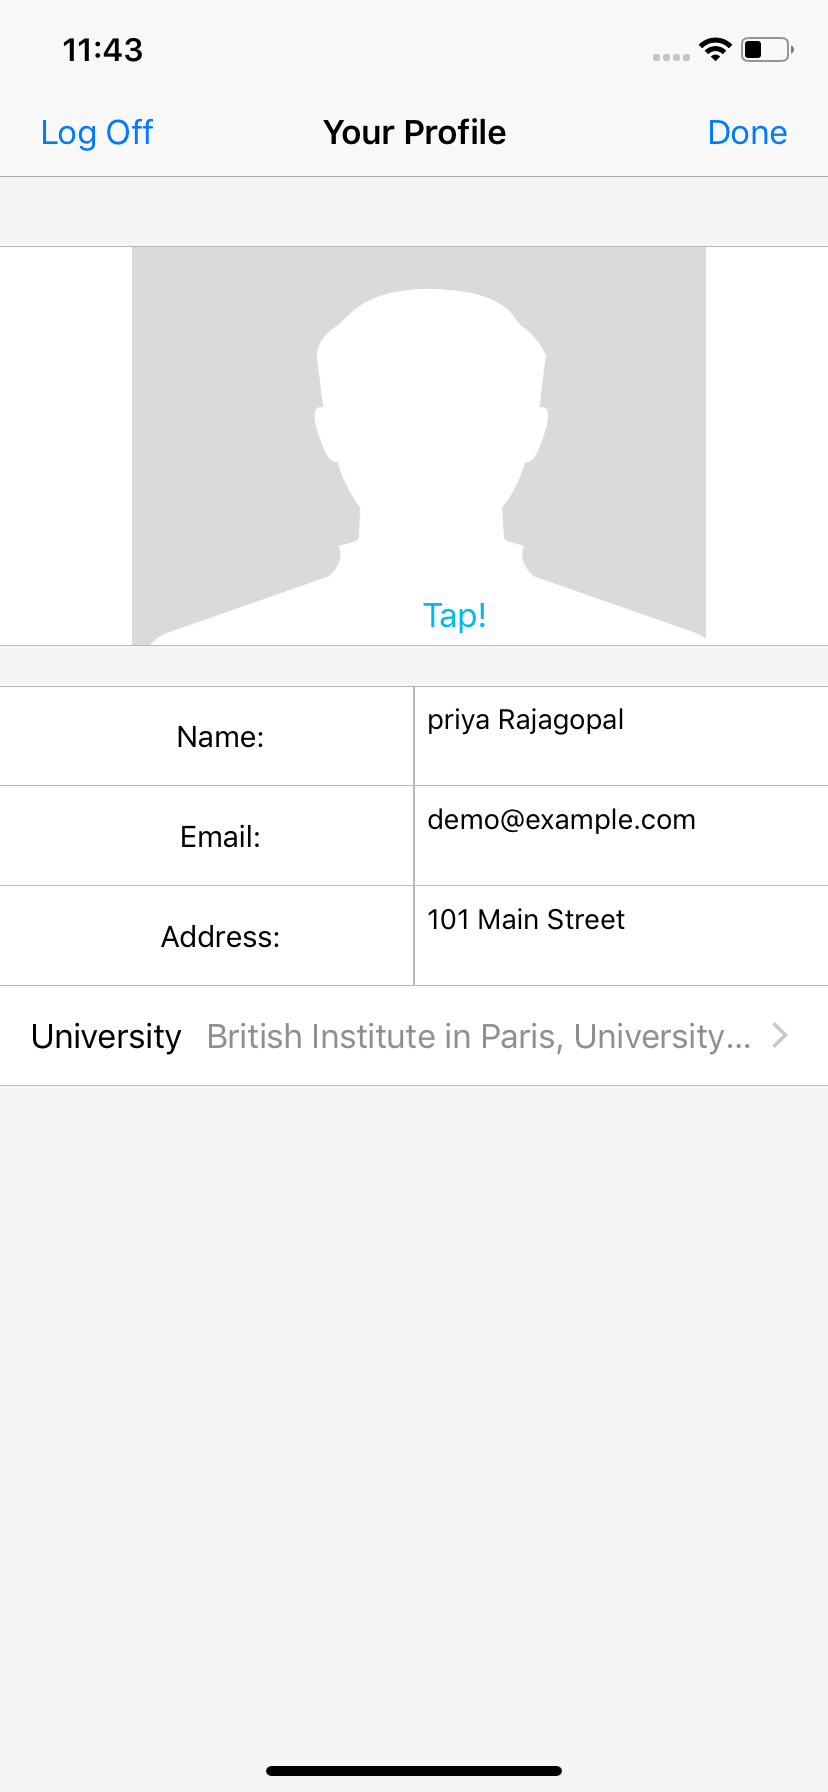 11:43
Log Off Your Profile Done
Tap!
Name: priya Rajagopal
Email: demo@example.com
Address: 101 Main Street
University British Institute in Paris, University...